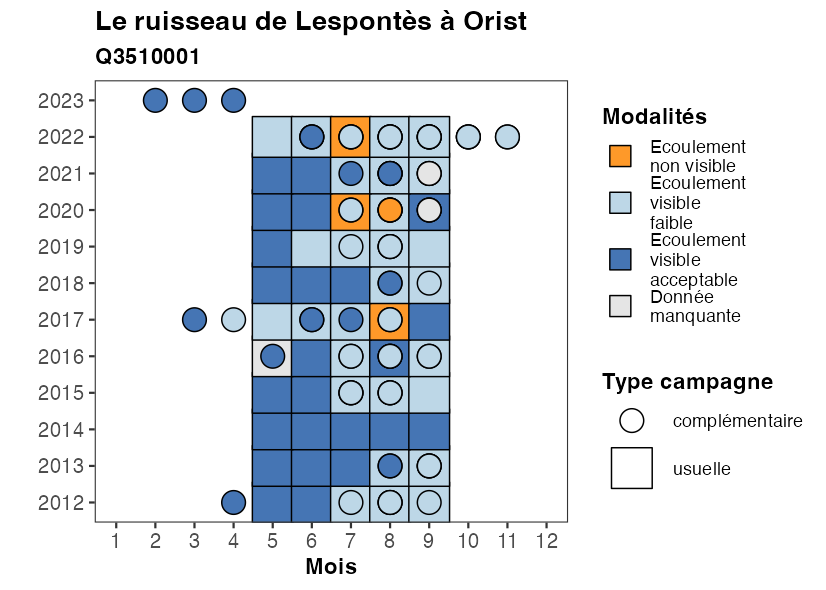 Le ruisseau de Lespontès à Orist
Q3510001
2023
2022
2021
2020
2019
2018
2017
2016
2015
2014
2013
2012
1 2 3 4 5 6 7 8 9 10 11 12
Mois
Modalités
Ecoulement
non visible
Ecoulement
visible
faible
Ecoulement
visible
acceptable
Donnée
manquante
Type campagne
complémentaire
usuelle